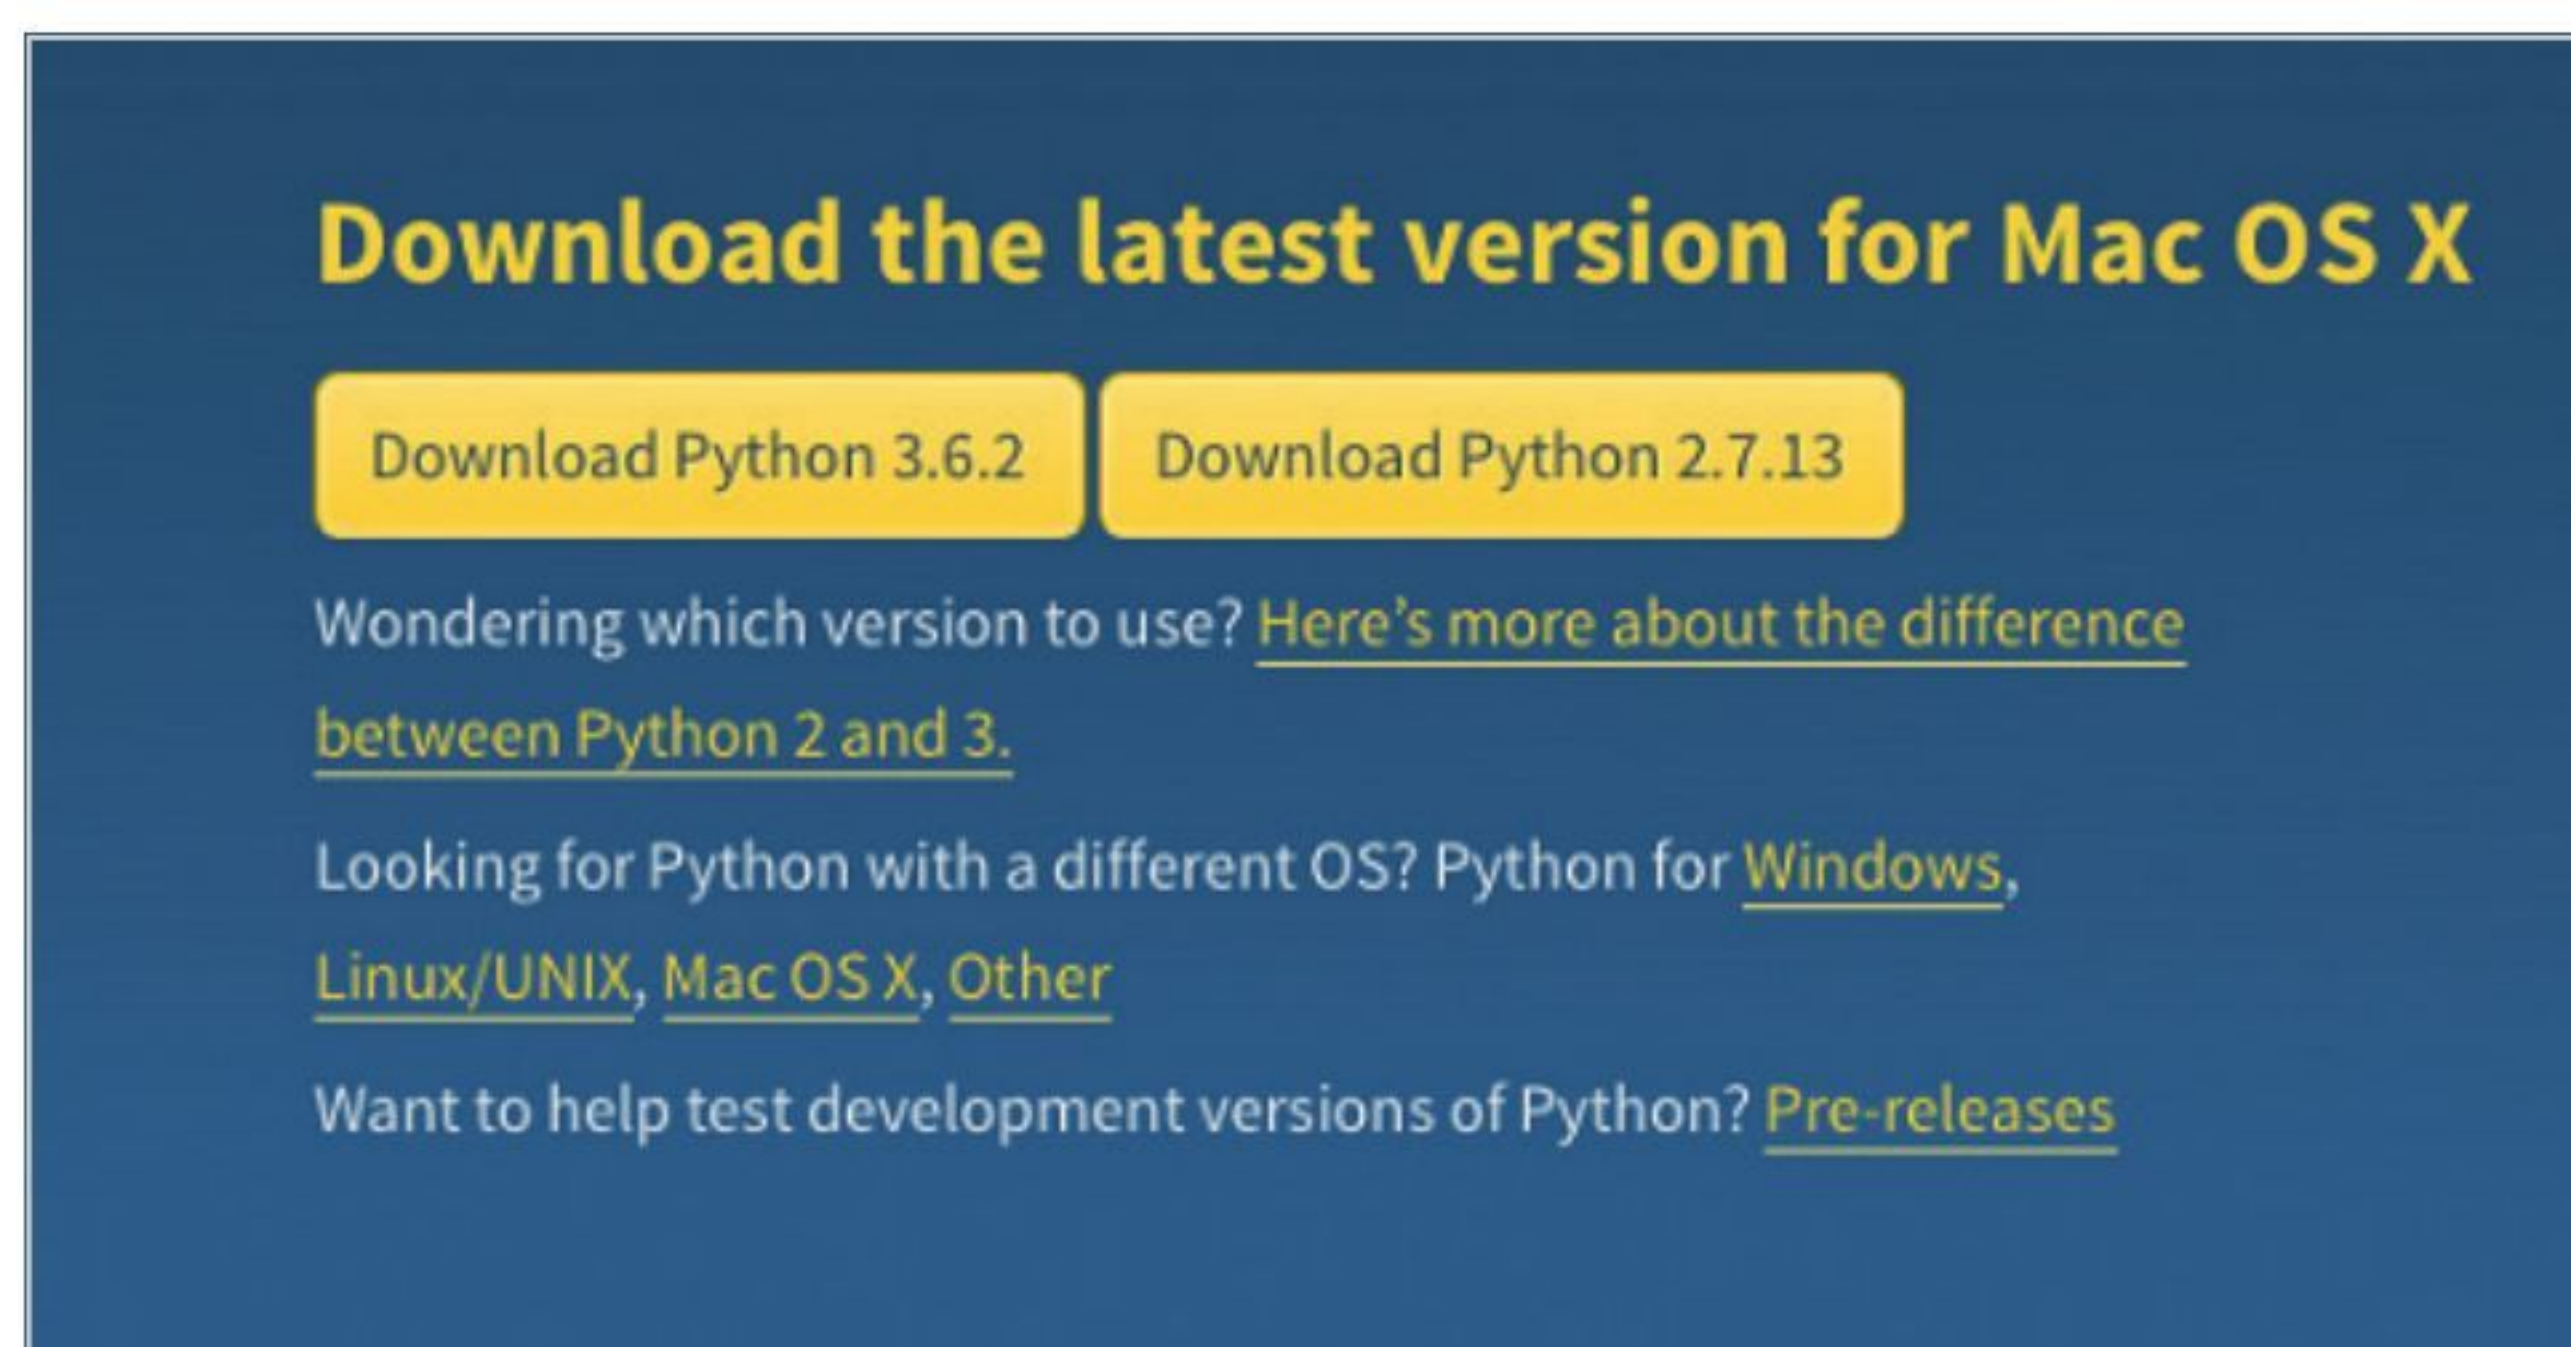 Download the latest version for Mac OS X
Download Python 3.6.2 Download Python 2.7.13
Wondering which version to use? Here’s more about the difference
between Python 2 and 3.
Looking for Python with a different OS? Python for Windows,
Linux/UNIX, Mac OS X, Other
Want to help test development versions of Python? Pre-releases